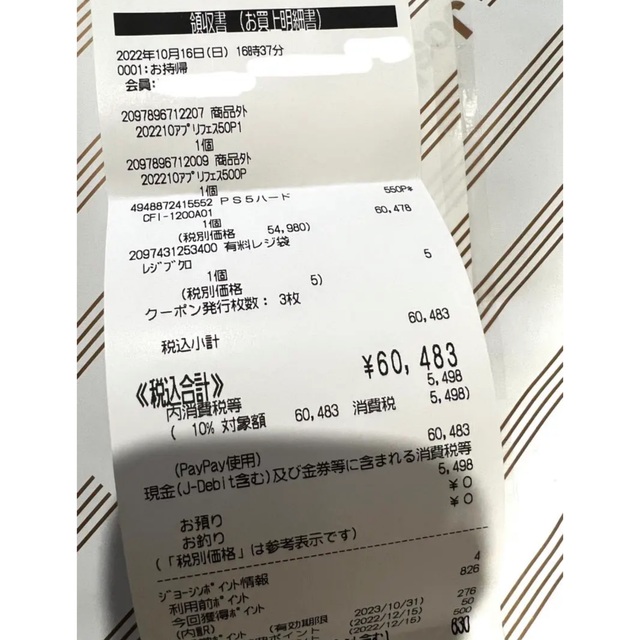 領収書 (お買上明細書)
2022年10月16日(日) 16時37分
0001:お持帰
会員:
2097896712207 商品外
202210アプリフェス50P1
1個
2097896712009 商品外
202210アプリフェス500P
1個 550P*
4948872415552 PS5ハード
CFI-1200A01 60,478
1個
(税別価格 54,980)
2097431253400 有料レジ袋
レジブクロ 5
1個
(税別価格 5)
クーポン発行枚数: 3枚
税込小計 60,483
《税込合計》 ¥60,483
内消費税等 5,498
( 10% 対象額 60,483 消費税 5,498)
(PayPay使用) 60,483
現金(J-Debit含む)及び金券等に含まれる消費税等
5,498
お預り ¥0
お釣り ¥0
(「税別価格」は参考表示です)
ジョーシンポイント情報
利用前ポイント 4
今回獲得ポイント 826
2023/10/31) 276
(有効期限 2022/12/15) 50
(2022/12/15) 500
830